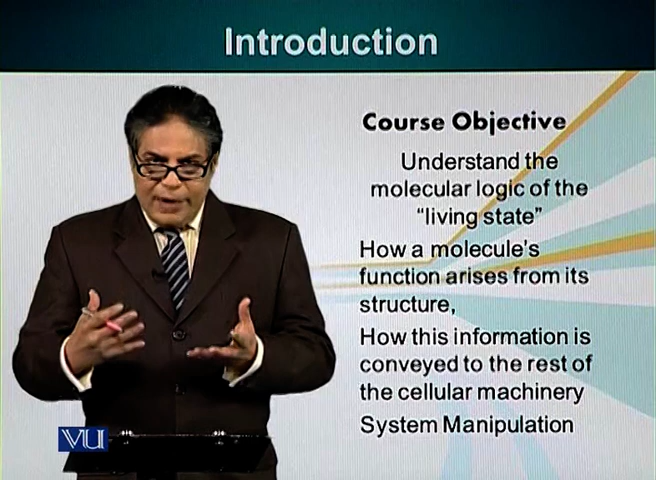 Introduction
Course Objective
Understand the
molecular logic of the
“living state”
How a molecule's
function arises from its
structure,
How this information is
conveyed to the rest of
the cellular machinery
System Manipulation
VU